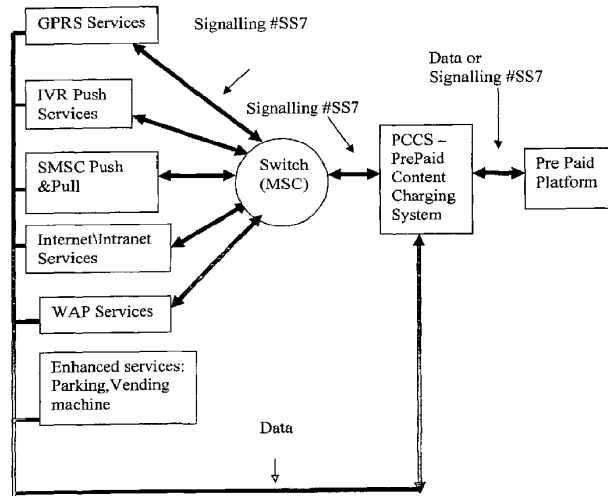 GPRS Services
Signalling #SS7
Data or
Signalling #SS7
IVR Push
Services
Signalling #SS7
SMSC Push
&Pull
Switch
(MSC)
PCCS –
PrePaid
Content
Charging
System
Pre Paid
Platform
Internet\Intranet
Services
WAP Services
Enhanced services:
Parking,Vending
machine
Data